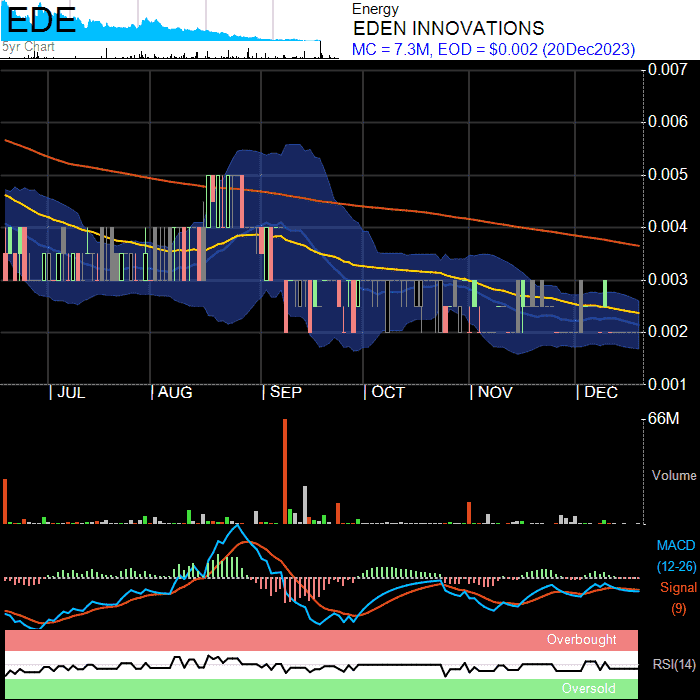 EDE
5yr Chart
Energy
EDEN INNOVATIONS
MC = 7.3M, EOD = $0.002 (20Dec2023)
0.007
0.006
0.005
0.004
0.003
0.002
0.001
| JUL | AUG | SEP | OCT | NOV | DEC
66M
Volume
MACD
(12-26)
Signal
(9)
Overbought
RSI(14)
Oversold